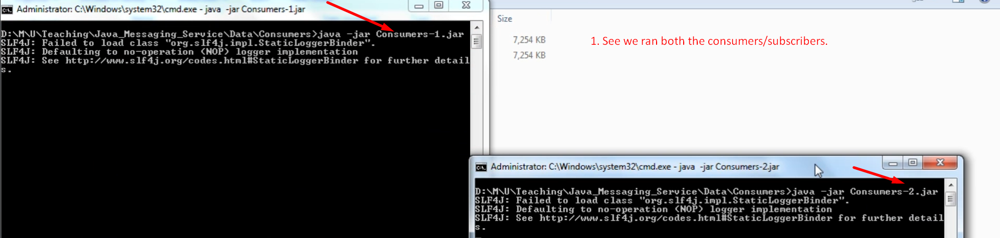 Administrator: C:\Windows\system32\cmd.exe - java  -jar Consumers-1.jar
D:\M\U\Teaching\Java_Messaging_Service\Data\Consumers>java -jar Consumers-1.jar
SLF4J: Failed to load class "org.slf4j.impl.StaticLoggerBinder".
SLF4J: Defaulting to no-operation (NOP) logger implementation
SLF4J: See http://www.slf4j.org/codes.html#StaticLoggerBinder for further detail
s.
Size
7,254 KB
7,254 KB
1. See we ran both the consumers/subscribers.
Administrator: C:\Windows\system32\cmd.exe - java  -jar Consumers-2.jar
D:\M\U\Teaching\Java_Messaging_Service\Data\Consumers>java -jar Consumers-2.jar
SLF4J: Failed to load class "org.slf4j.impl.StaticLoggerBinder".
SLF4J: Defaulting to no-operation (NOP) logger implementation
SLF4J: See http://www.slf4j.org/codes.html#StaticLoggerBinder for further detail
s.